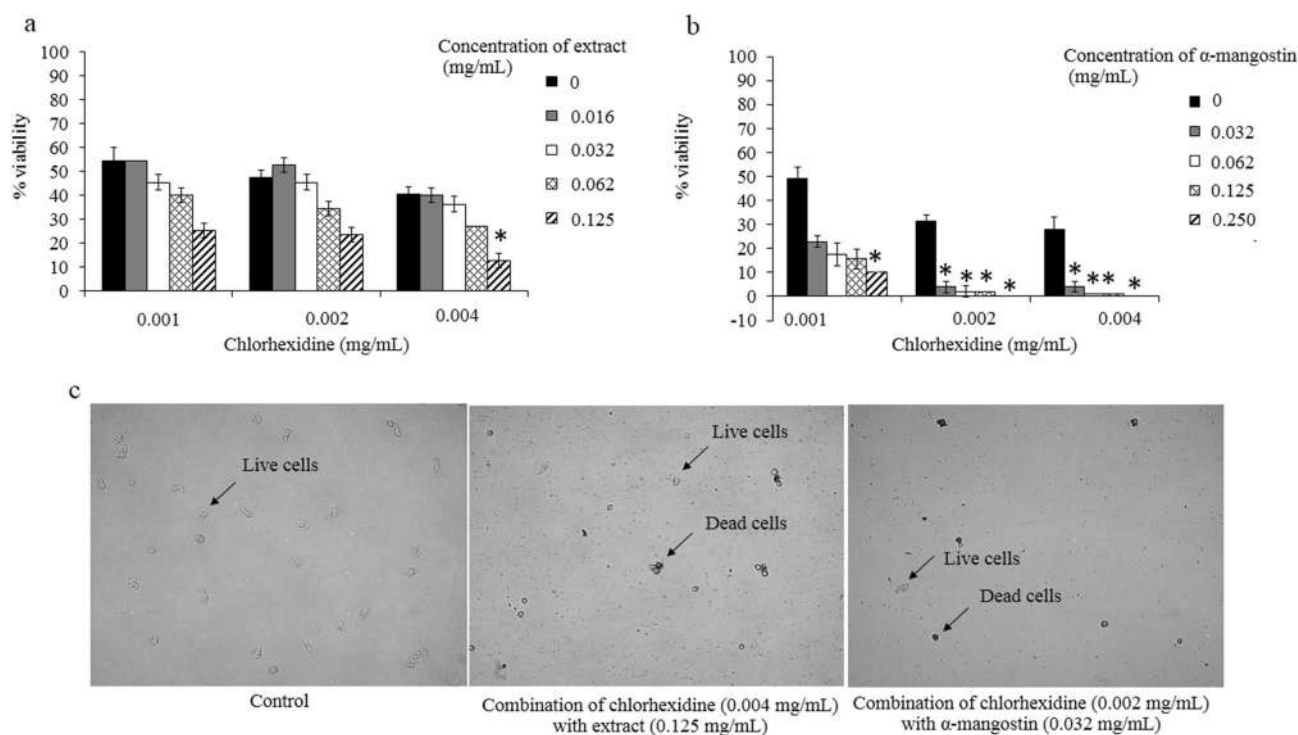 a
100
90
80
70
60
50
40
30
20
10
0
% viability
Concentration of extract
(mg/mL)
0
0.016
0.032
0.062
0.125
*
0.001 0.002 0.004
Chlorhexidine (mg/mL)
b
100
90
80
70
60
50
40
30
20
10
0
-10
% viability
Concentration of α-mangostin
(mg/mL)
0
0.032
0.062
0.125
0.250
* * * * * * * * *
0.001 0.002 0.004
Chlorhexidine (mg/mL)
c
Live cells
Control
Live cells
Dead cells
Combination of chlorhexidine (0.004 mg/mL)
with extract (0.125 mg/mL)
Live cells
Dead cells
Combination of chlorhexidine (0.002 mg/mL)
with α-mangostin (0.032 mg/mL)